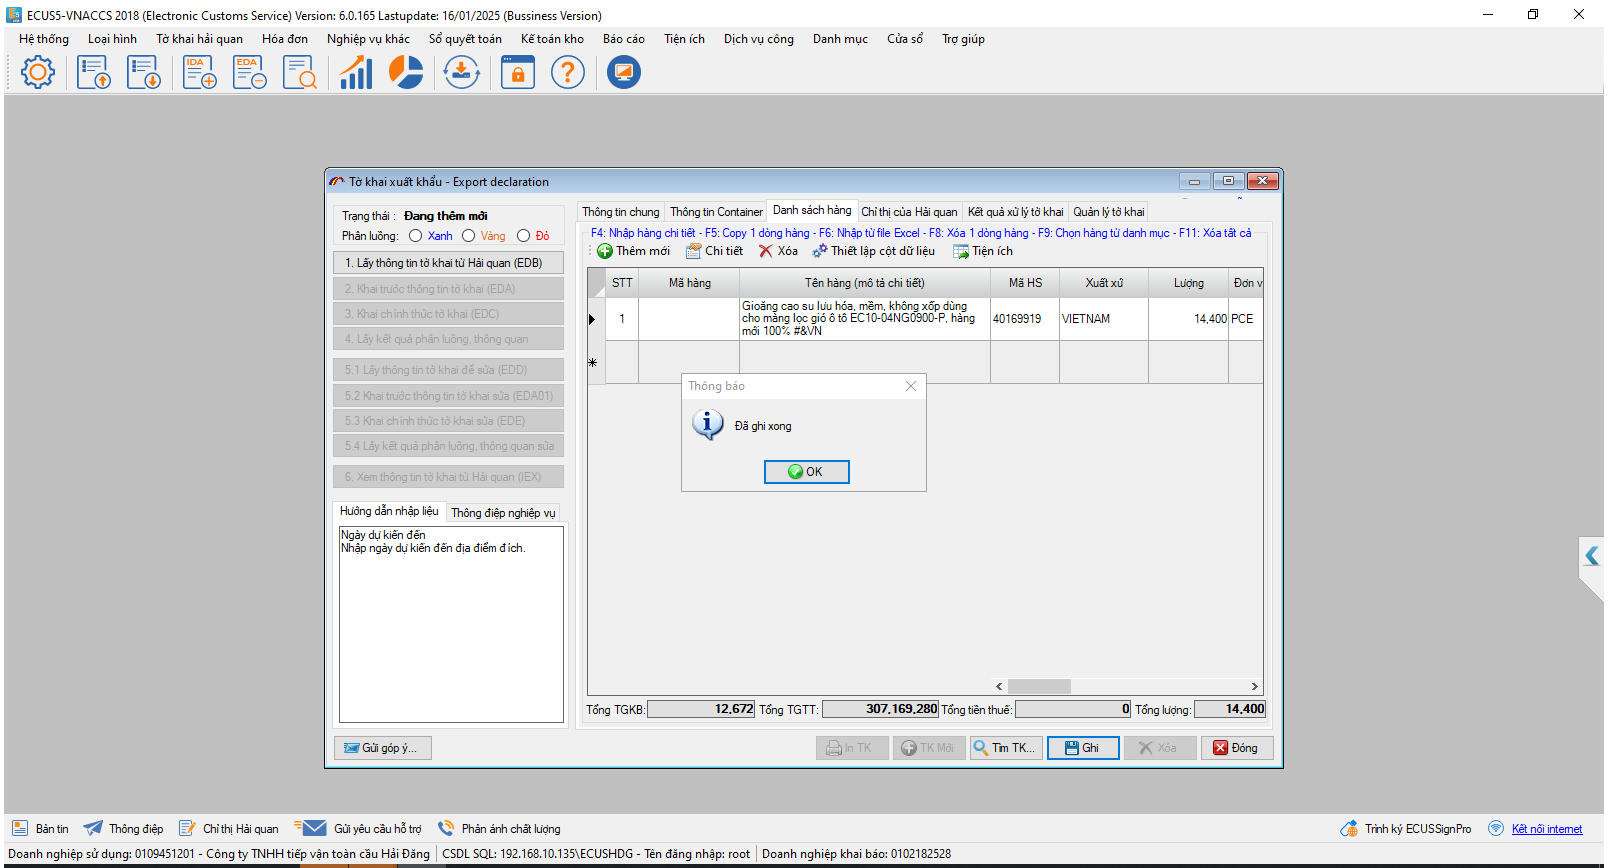 ECUS5-VNACCS 2018 (Electronic Customs Service) Version: 6.0.165 Lastupdate: 16/01/2025 (Bussiness Version)
Hệ thống Loại hình Tờ khai hải quan Hóa đơn Nghiệp vụ khác Sổ quyết toán Kế toán kho Báo cáo Tiện ích Dịch vụ công Danh mục Cửa sổ Trợ giúp
IDA EDA
Tờ khai xuất khẩu - Export declaration
Trạng thái : Đang thêm mới
Phân luồng: Xanh Vàng Đỏ
1. Lấy thông tin tờ khai từ Hải quan (EDB)
2. Khai trước thông tin tờ khai (EDA)
3. Khai chính thức tờ khai (EDC)
4. Lấy kết quả phân luồng, thông quan
5.1 Lấy thông tin tờ khai để sửa (EDD)
5.2 Khai trước thông tin tờ khai sửa (EDA01)
5.3 Khai chính thức tờ khai sửa (EDE)
5.4 Lấy kết quả phân luồng, thông quan sửa
6. Xem thông tin tờ khai từ Hải quan (IEX)
Hướng dẫn nhập liệu Thông điệp nghiệp vụ
Ngày dự kiến đến
Nhập ngày dự kiến đến địa điểm đích.
Gửi góp ý...
Thông tin chung Thông tin Container Danh sách hàng Chỉ thị của Hải quan Kết quả xử lý tờ khai Quản lý tờ khai
F4: Nhập hàng chi tiết - F5: Copy 1 dòng hàng - F6: Nhập từ file Excel - F8: Xóa 1 dòng hàng - F9: Chọn hàng từ danh mục - F11: Xóa tất cả
Thêm mới Chi tiết Xóa Thiết lập cột dữ liệu Tiện ích
STT Mã hàng Tên hàng (mô tả chi tiết) Mã HS Xuất xứ Lượng Đơn v
Gioăng cao su lưu hóa, mềm, không xốp dùng
1 cho màng lọc gió ô tô EC10-04NG0900-P, hàng 40169919 VIETNAM 14,400 PCE
mới 100% #&VN
Thông báo
Đã ghi xong
OK
Tổng TGKB: 12,672 Tổng TGTT: 307,169,280 Tổng tiền thuế: 0 Tổng lượng: 14,400
In TK TK Mới Tìm TK... Ghi Xóa Đóng
Bản tin Thông điệp Chỉ thị Hải quan Gửi yêu cầu hỗ trợ Phản ánh chất lượng Trình ký ECUSSignPro Kết nối internet
Doanh nghiệp sử dụng: 0109451201 - Công ty TNHH tiếp vận toàn cầu Hải Đăng CSDL SQL: 192.168.10.135\ECUSHDG - Tên đăng nhập: root Doanh nghiệp khai báo: 0102182528